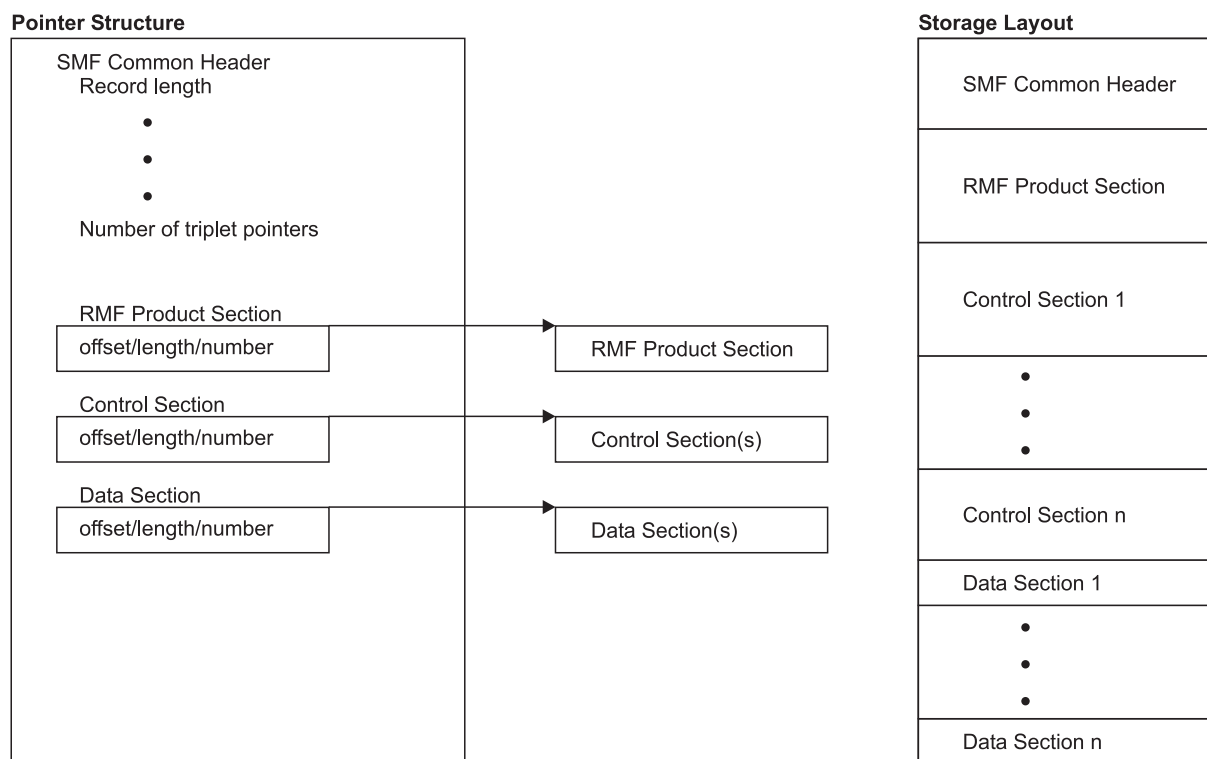 Pointer Structure
SMF Common Header
Record length
•
•
•
Number of triplet pointers
RMF Product Section
offset/length/number
RMF Product Section
Control Section
offset/length/number
Control Section(s)
Data Section
offset/length/number
Data Section(s)
Storage Layout
SMF Common Header
RMF Product Section
Control Section 1
•
•
•
Control Section n
Data Section 1
•
•
•
Data Section n